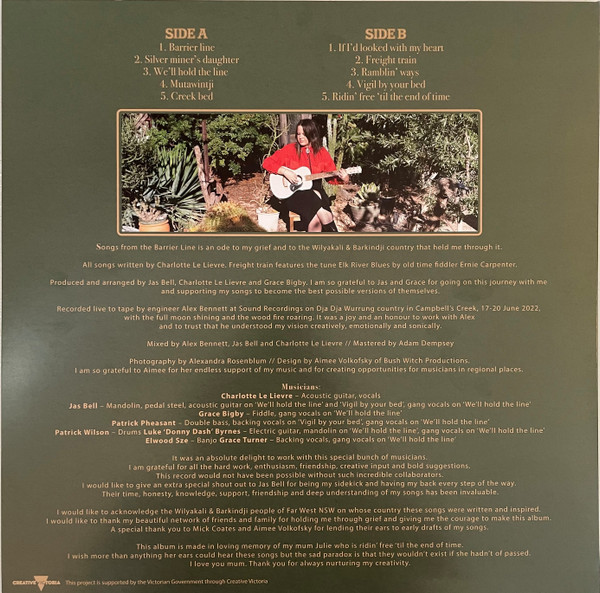 SIDE A
1. Barrier line
2. Silver miner's daughter
3. We'll hold the line
4. Mutawintji
5. Creek bed
SIDE B
1. If I'd looked with my heart
2. Freight train
3. Ramblin' ways
4. Vigil by your bed
5. Ridin' free 'til the end of time
Songs from the Barrier Line is an ode to my grief and to the Wilyakali & Barkindji country that held me through it.
All songs written by Charlotte Le Lievre. Freight train features the tune Elk River Blues by old time fiddler Ernie Carpenter.
Produced and arranged by Jas Bell, Charlotte Le Lievre and Grace Bigby. I am so grateful to Jas and Grace for going on this journey with me
and supporting my songs to become the best possible versions of themselves.
Recorded live to tape by engineer Alex Bennett at Sound Recordings on Dja Dja Wurrung country in Campbell's Creek, 17-20 June 2022,
with the full moon shining and the wood fire roaring. It was a joy and an honour to work with Alex
and to trust that he understood my vision creatively, emotionally and sonically.
Mixed by Alex Bennett, Jas Bell and Charlotte Le Lievre // Mastered by Adam Dempsey
Photography by Alexandra Rosenblum // Design by Aimee Volkofsky of Bush Witch Productions.
I am so grateful to Aimee for her endless support of my music and for creating opportunities for musicians in regional places.
Musicians:
Charlotte Le Lievre – Acoustic guitar, vocals
Jas Bell – Mandolin, pedal steel, acoustic guitar on 'We'll hold the line' and 'Vigil by your bed', gang vocals on 'We'll hold the line'
Grace Bigby – Fiddle, gang vocals on 'We'll hold the line'
Patrick Pheasant – Double bass, backing vocals on 'Vigil by your bed', gang vocals on 'We'll hold the line'
Patrick Wilson – Drums Luke 'Donny Dash' Byrnes – Electric guitar, mandolin on 'We'll hold the line', gang vocals on 'We'll hold the line'
Elwood Sze – Banjo Grace Turner – Backing vocals, gang vocals on 'We'll hold the line'
It was an absolute delight to work with this special bunch of musicians.
I am grateful for all the hard work, enthusiasm, friendship, creative input and bold suggestions.
This record would not have been possible without such incredible collaborators.
I would like to give an extra special shout out to Jas Bell for being my sidekick and having my back every step of the way.
Their time, honesty, knowledge, support, friendship and deep understanding of my songs has been invaluable.
I would like to acknowledge the Wilyakali & Barkindji people of Far West NSW on whose country these songs were written and inspired.
I would like to thank my beautiful network of friends and family for holding me through grief and giving me the courage to make this album.
A special thank you to Mick Coates and Aimee Volkofsky for lending their ears to early drafts of my songs.
This album is made in loving memory of my mum Julie who is ridin' free 'til the end of time.
I wish more than anything her ears could hear these songs but the sad paradox is that they wouldn't exist if she hadn't of passed.
I love you mum. Thank you for always nurturing my creativity.
CREATIVE VICTORIA This project is supported by the Victorian Government through Creative Victoria